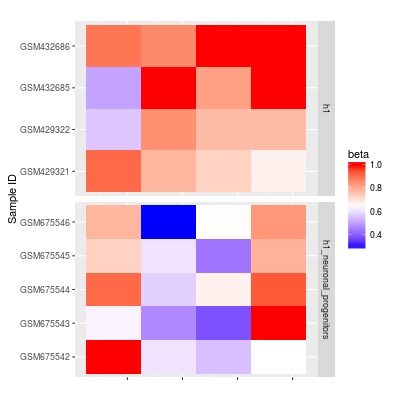 GSM432686
GSM432685
GSM429322
GSM429321
h1
GSM675546
GSM675545
GSM675544
GSM675543
GSM675542
h1_neuronal_progenitors
Sample ID
beta
1.0
0.8
0.6
0.4